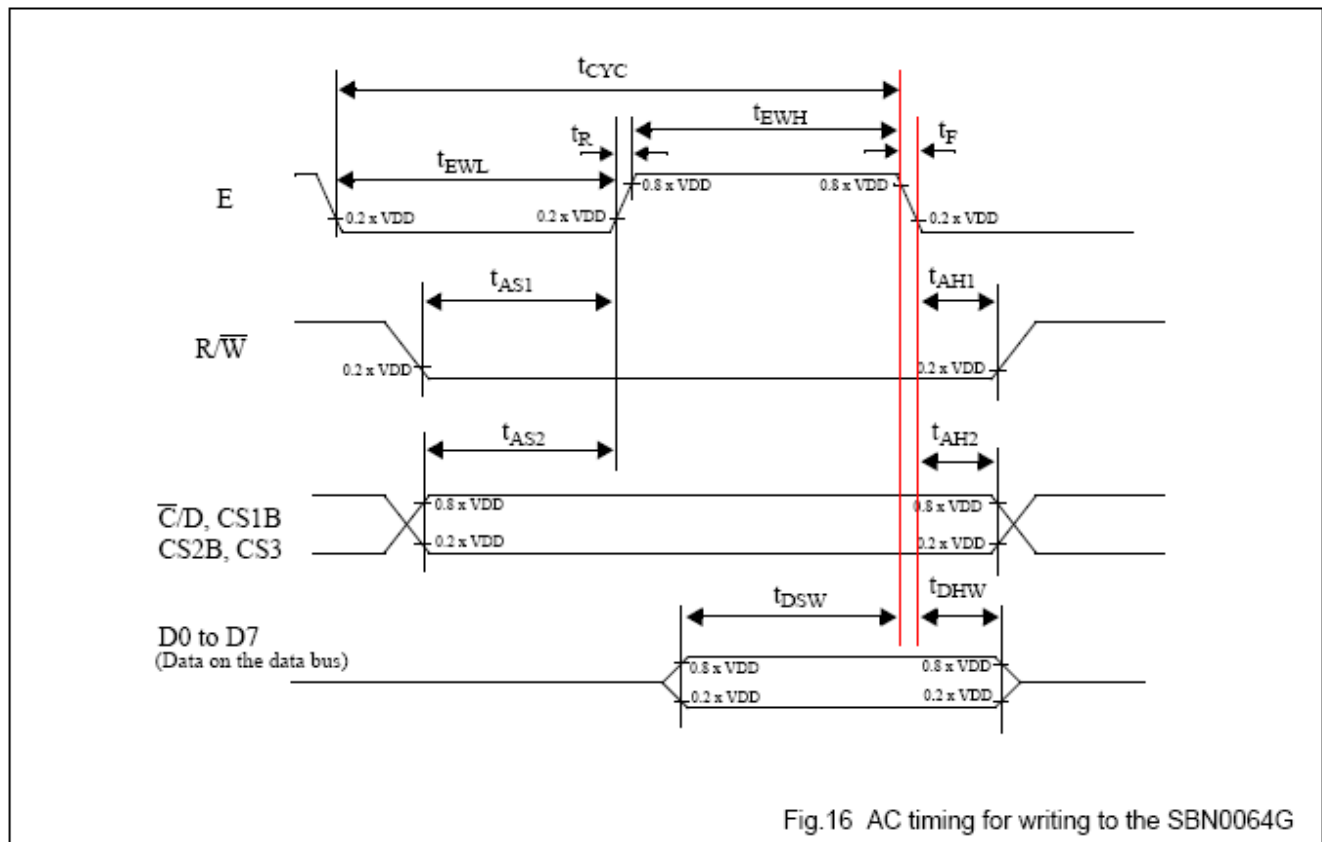 tCYC
tEWH
tR
tF
tEWL
E
0.8 x VDD
0.8 x VDD
0.2 x VDD
0.2 x VDD
0.2 x VDD
tAS1
tAH1
R/W̅
0.2 x VDD
0.2 x VDD
tAS2
tAH2
C̅/D, CS1B
CS2B, CS3
0.8 x VDD
0.8 x VDD
0.2 x VDD
0.2 x VDD
tDSW
tDHW
D0 to D7
(Data on the data bus)
0.8 x VDD
0.8 x VDD
0.2 x VDD
0.2 x VDD
Fig.16 AC timing for writing to the SBN0064G